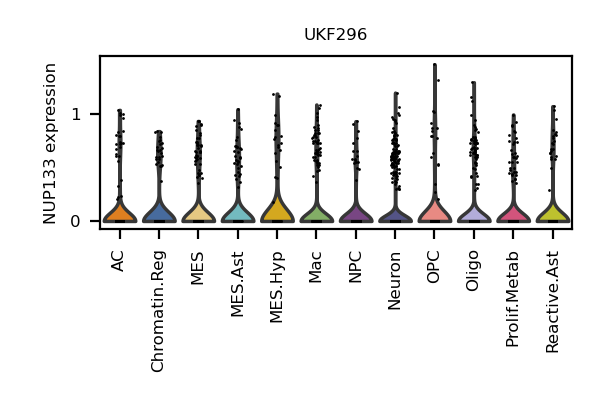 UKF296
NUP133 expression
1
0
AC
Chromatin.Reg
MES
MES.Ast
MES.Hyp
Mac
NPC
Neuron
OPC
Oligo
Prolif.Metab
Reactive.Ast